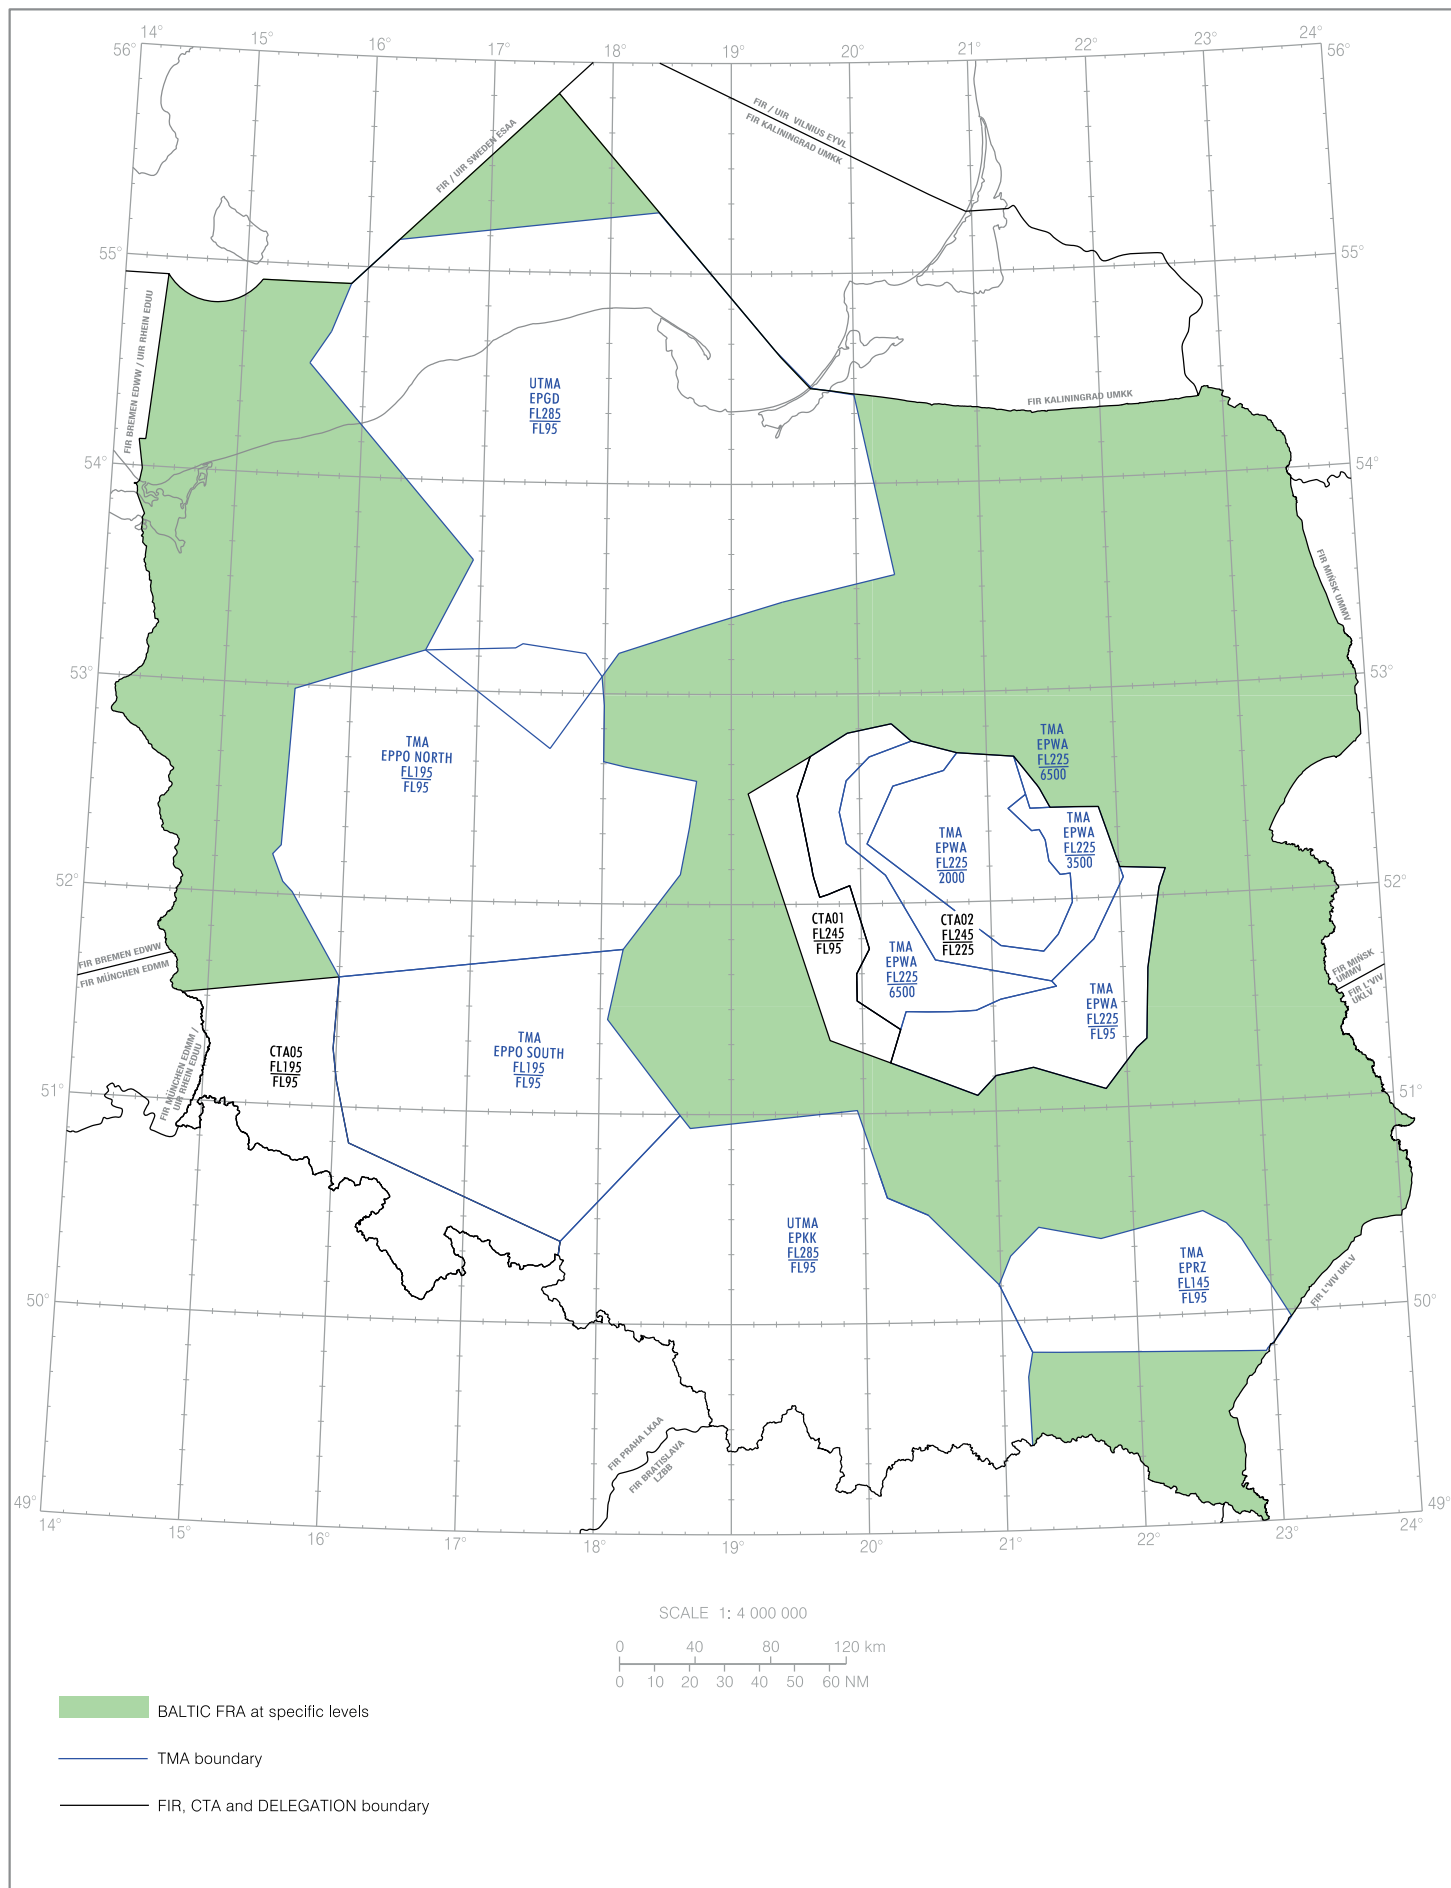 14°
15°
16°
17°
18°
19°
20°
21°
22°
23°
24°
56°
56°
FIR / UIR SWEDEN ESAA
FIR / UIR VILNIUS EYVL
FIR KALININGRAD UMKK
55°
55°
FIR BREMEN EDWW / UIR RHEIN EDUU
UTMA
EPGD
FL285
FL95
FIR KALININGRAD UMKK
54°
54°
FIR MIŃSK UMMV
53°
53°
TMA
EPPO NORTH
FL195
FL95
TMA
EPWA
FL225
6500
TMA
EPWA
FL225
3500
TMA
EPWA
FL225
2000
52°
52°
CTA01
FL245
FL95
CTA02
FL245
FL225
TMA
EPWA
FL225
6500
TMA
EPWA
FL225
FL95
FIR BREMEN EDWW
FIR MÜNCHEN EDMM
FIR MIŃSK
UMMV
FIR L'VIV
UKLV
FIR MÜNCHEN EDMM /
UIR RHEIN EDUU
CTA05
FL195
FL95
TMA
EPPO SOUTH
FL195
FL95
51°
51°
UTMA
EPKK
FL285
FL95
TMA
EPRZ
FL145
FL95
FIR L'VIV UKLV
50°
50°
FIR PRAHA LKAA
FIR BRATISLAVA
LZBB
49°
49°
14°
15°
16°
17°
18°
19°
20°
21°
22°
23°
24°
SCALE 1: 4 000 000
0 40 80 120 km
0 10 20 30 40 50 60 NM
BALTIC FRA at specific levels
TMA boundary
FIR, CTA and DELEGATION boundary